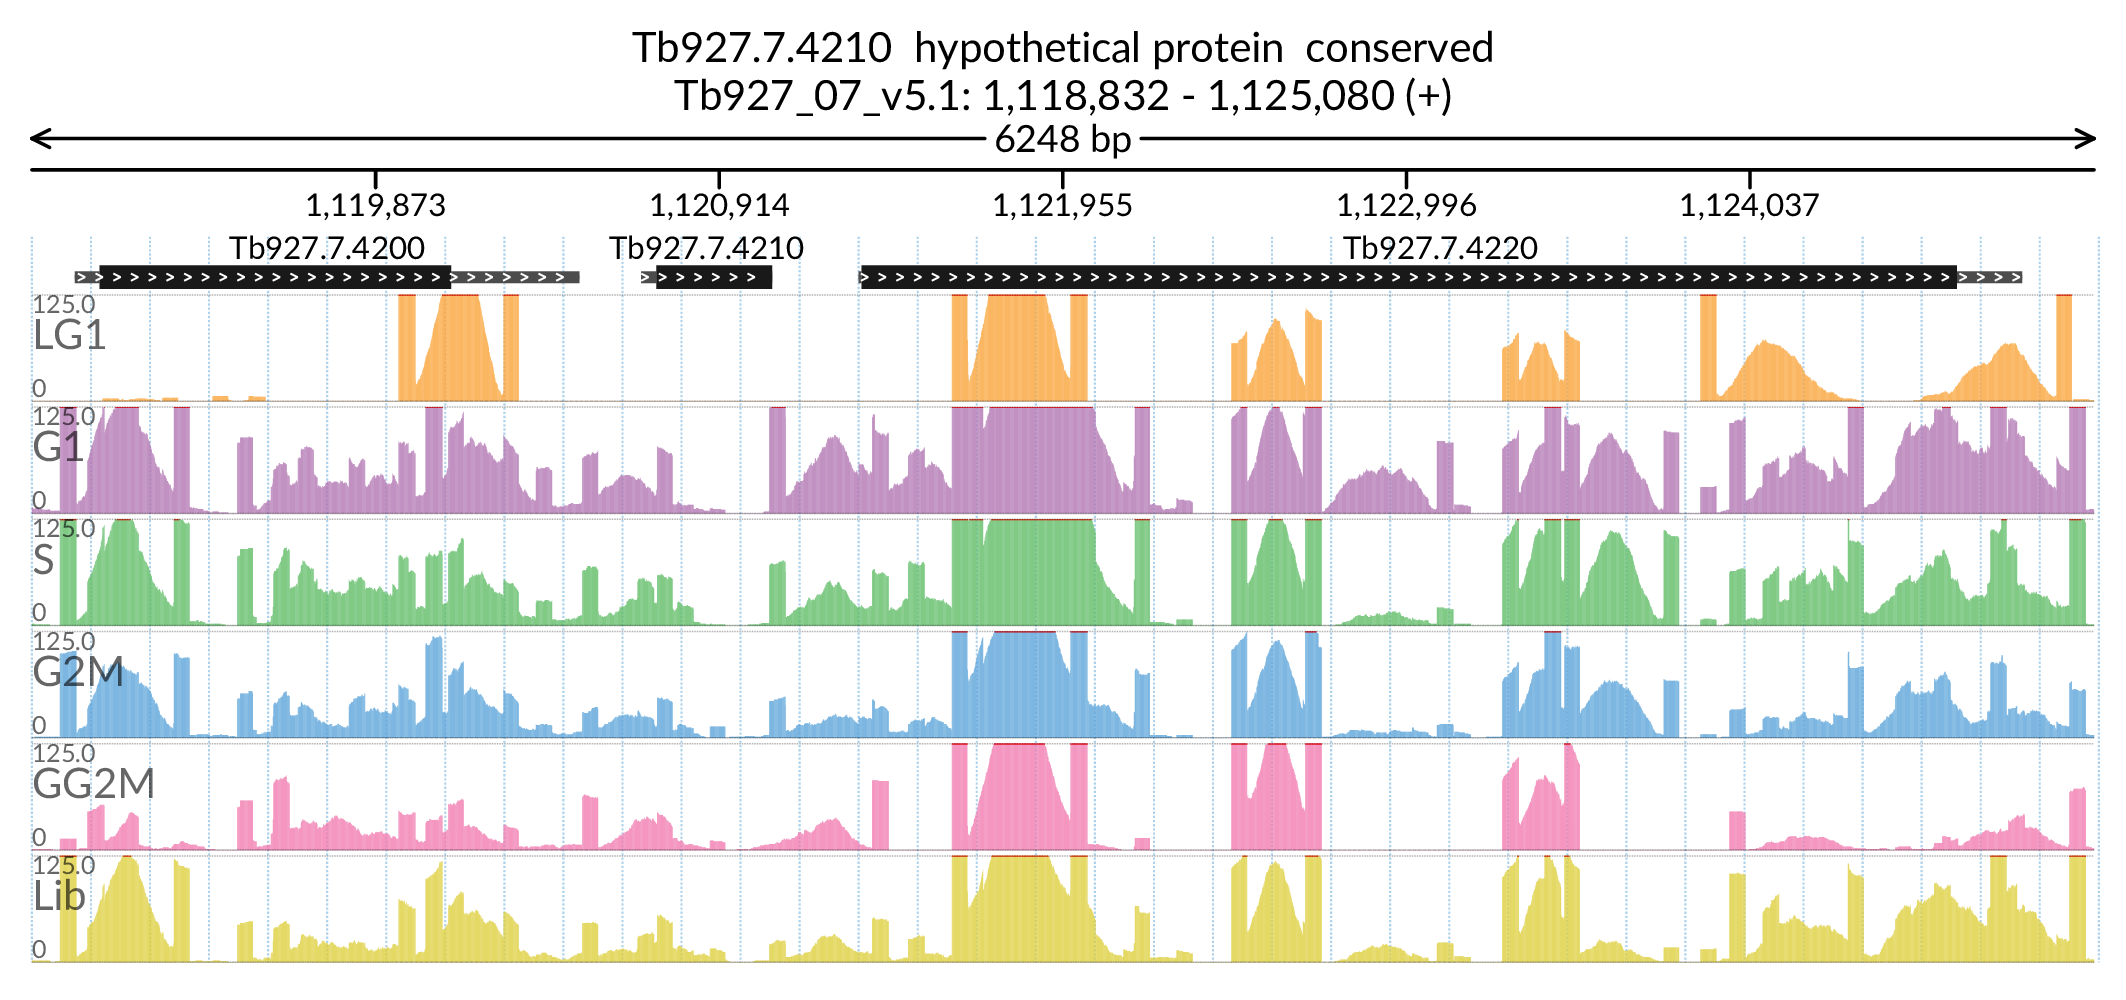 Tb927.7.4210 hypothetical protein conserved
Tb927_07_v5.1: 1,118,832 - 1,125,080 (+)
6248 bp
1,119,873 1,120,914 1,121,955 1,122,996 1,124,037
Tb927.7.4200 Tb927.7.4210 Tb927.7.4220
125.0
LG1
0
125.0
G1
0
125.0
S
0
125.0
G2M
0
125.0
GG2M
0
125.0
Lib
0